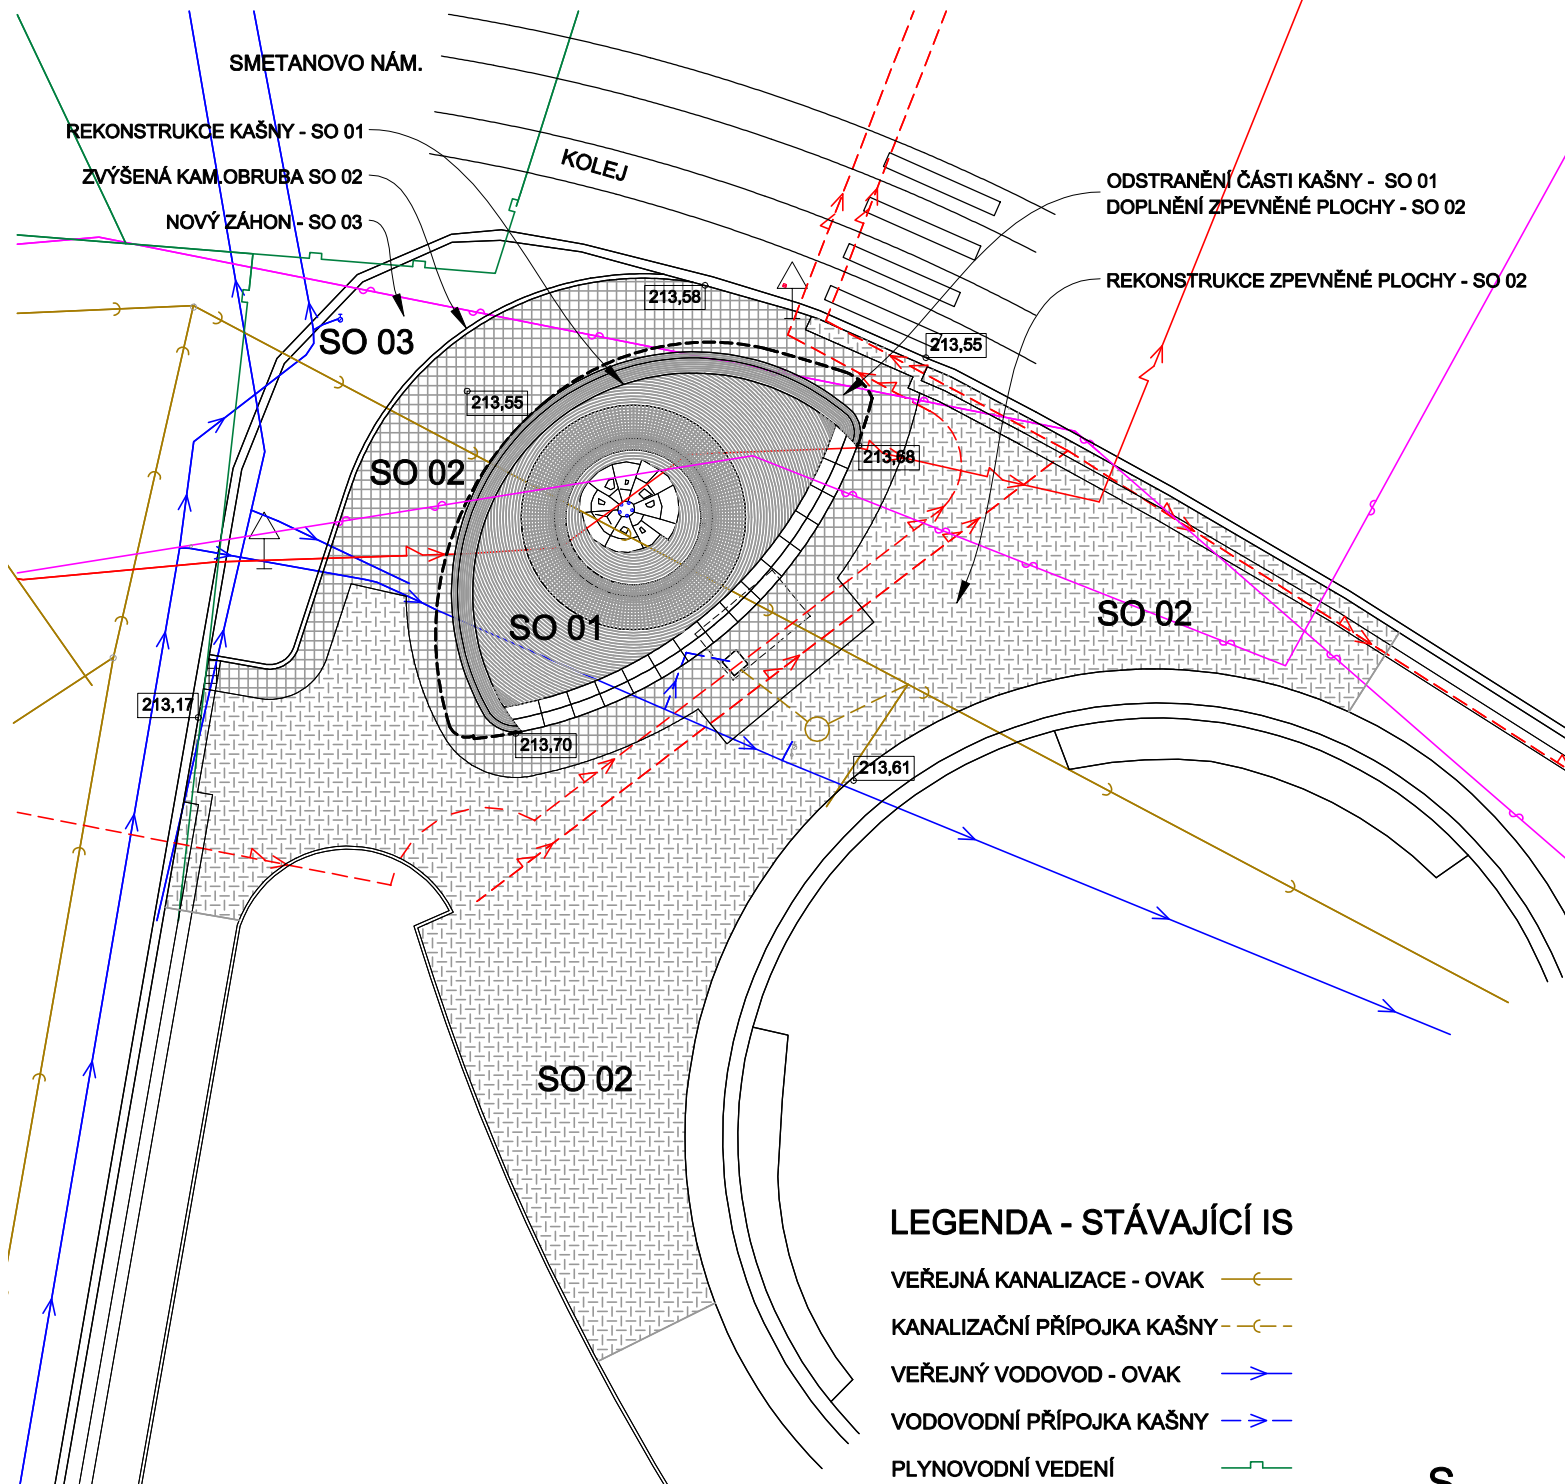 SMETANOVO NÁM.
REKONSTRUKCE KAŠNY - SO 01
ZVÝŠENÁ KAM.OBRUBA SO 02
NOVÝ ZÁHON - SO 03
KOLEJ
ODSTRANĚNÍ ČÁSTI KAŠNY - SO 01
DOPLNĚNÍ ZPEVNĚNÉ PLOCHY - SO 02
REKONSTRUKCE ZPEVNĚNÉ PLOCHY - SO 02
213,58
SO 03
213,55
213,55
213,68
SO 02
SO 01
SO 02
213,17
213,70
213,61
SO 02
LEGENDA - STÁVAJÍCÍ IS
VEŘEJNÁ KANALIZACE - OVAK
KANALIZAČNÍ PŘÍPOJKA KAŠNY
VEŘEJNÝ VODOVOD - OVAK
VODOVODNÍ PŘÍPOJKA KAŠNY
PLYNOVODNÍ VEDENÍ
S